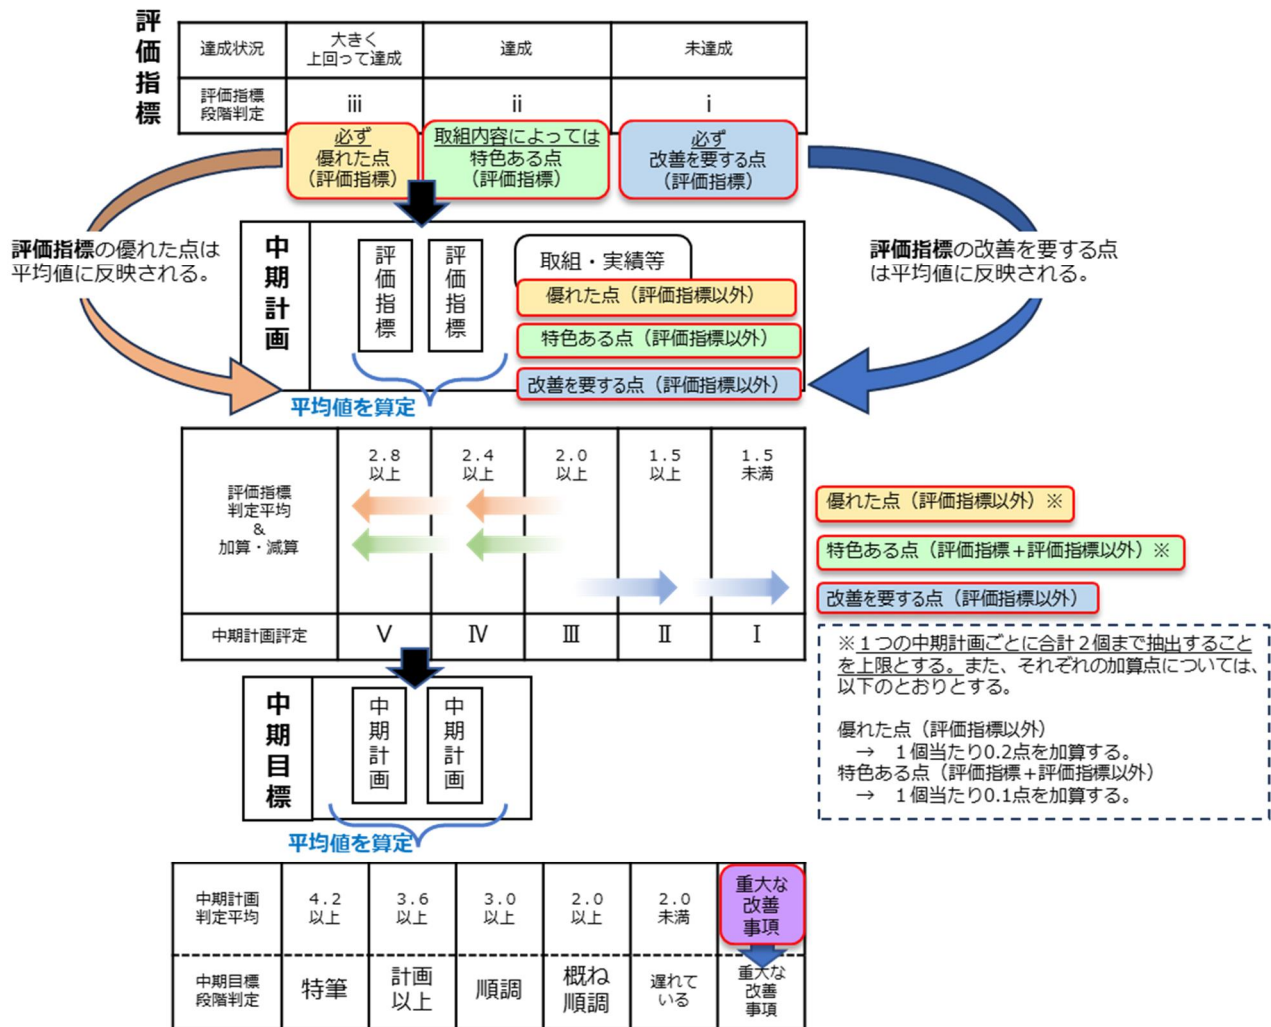 評価指標
達成状況
大きく
上回って達成
達成
未達成
評価指標
段階判定
ⅲ
ⅱ
ⅰ
必ず
優れた点
（評価指標）
取組内容によっては
特色ある点
（評価指標）
必ず
改善を要する点
（評価指標）
評価指標の優れた点は
平均値に反映される。
評価指標の改善を要する点
は平均値に反映される。
中期計画
評価指標
評価指標
取組・実績等
優れた点（評価指標以外）
特色ある点（評価指標以外）
改善を要する点（評価指標以外）
平均値を算定
評価指標
判定平均
&
加算・減算
2.8
以上
2.4
以上
2.0
以上
1.5
以上
1.5
未満
中期計画評定
Ⅴ
Ⅳ
Ⅲ
Ⅱ
Ⅰ
優れた点（評価指標以外）※
特色ある点（評価指標＋評価指標以外）※
改善を要する点（評価指標以外）
※１つの中期計画ごとに合計２個まで抽出すること
を上限とする。また、それぞれの加算点については、
以下のとおりとする。
優れた点（評価指標以外）
→　１個当たり0.2点を加算する。
特色ある点（評価指標＋評価指標以外）
→　１個当たり0.1点を加算する。
中期目標
中期計画
中期計画
平均値を算定
中期計画
判定平均
4.2
以上
3.6
以上
3.0
以上
2.0
以上
2.0
未満
重大な
改善
事項
中期目標
段階判定
特筆
計画
以上
順調
概ね
順調
遅れて
いる
重大な
改善
事項